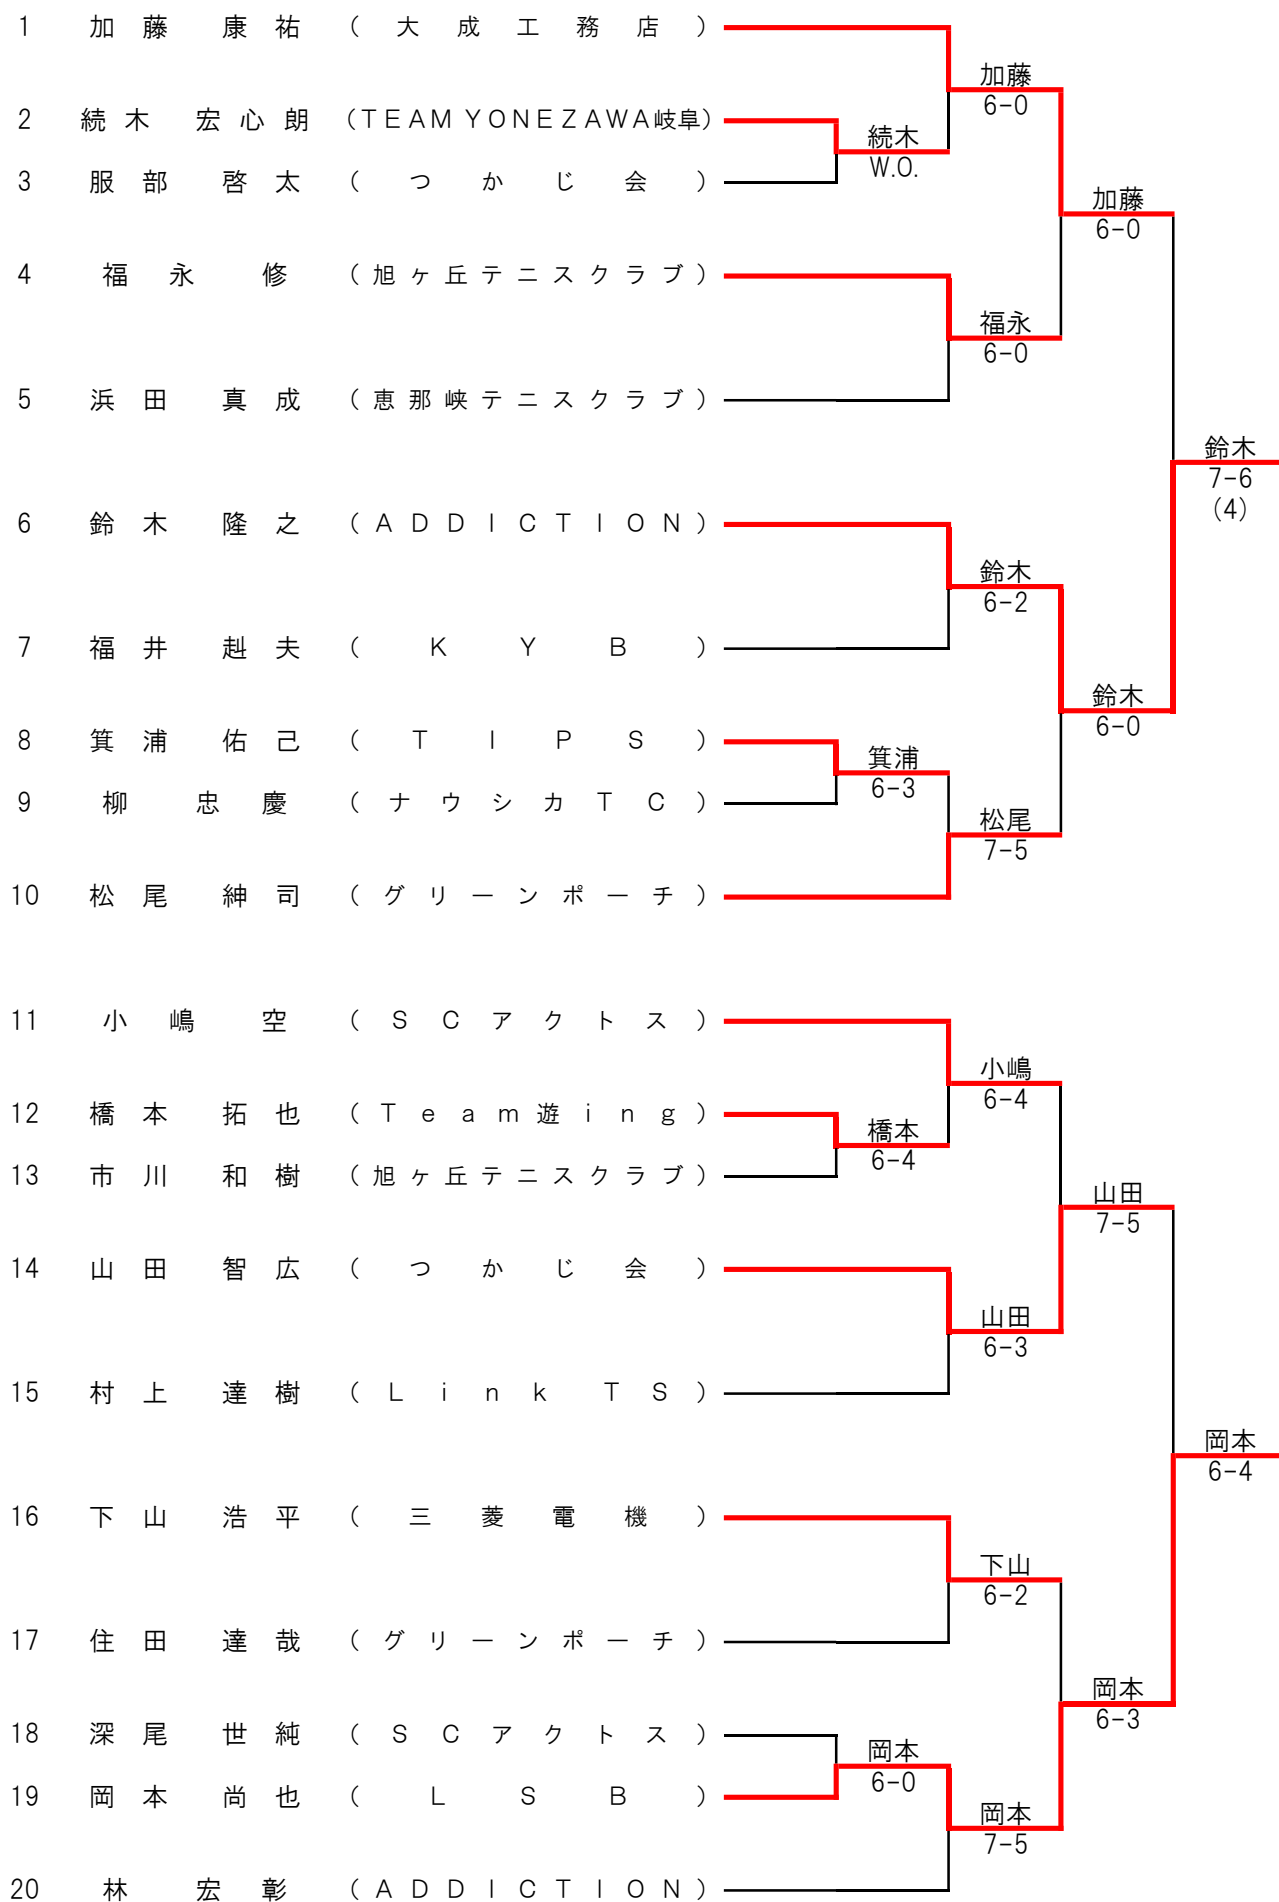 1 加藤 康祐 (大成工務店)
加藤
6-0
2 続木 宏心朗 (TEAM YONEZAWA岐阜)
続木
W.O.
3 服部 啓太 (つかじ会)
加藤
6-0
4 福永 修 (旭ヶ丘テニスクラブ)
福永
6-0
5 浜田 真成 (恵那峡テニスクラブ)
鈴木
7-6
(4)
6 鈴木 隆之 (ADDICTION)
鈴木
6-2
7 福井 赳夫 (KYB)
鈴木
6-0
8 箕浦 佑己 (TIPS)
箕浦
6-3
9 柳 忠慶 (ナウシカTC)
松尾
7-5
10 松尾 紳司 (グリーンポーチ)
11 小嶋 空 (SCアクトス)
小嶋
6-4
12 橋本 拓也 (Team遊ing)
橋本
6-4
13 市川 和樹 (旭ヶ丘テニスクラブ)
山田
7-5
14 山田 智広 (つかじ会)
山田
6-3
15 村上 達樹 (Link TS)
岡本
6-4
16 下山 浩平 (三菱電機)
下山
6-2
17 住田 達哉 (グリーンポーチ)
岡本
6-3
18 深尾 世純 (SCアクトス)
岡本
6-0
19 岡本 尚也 (LSB)
岡本
7-5
20 林 宏彰 (ADDICTION)